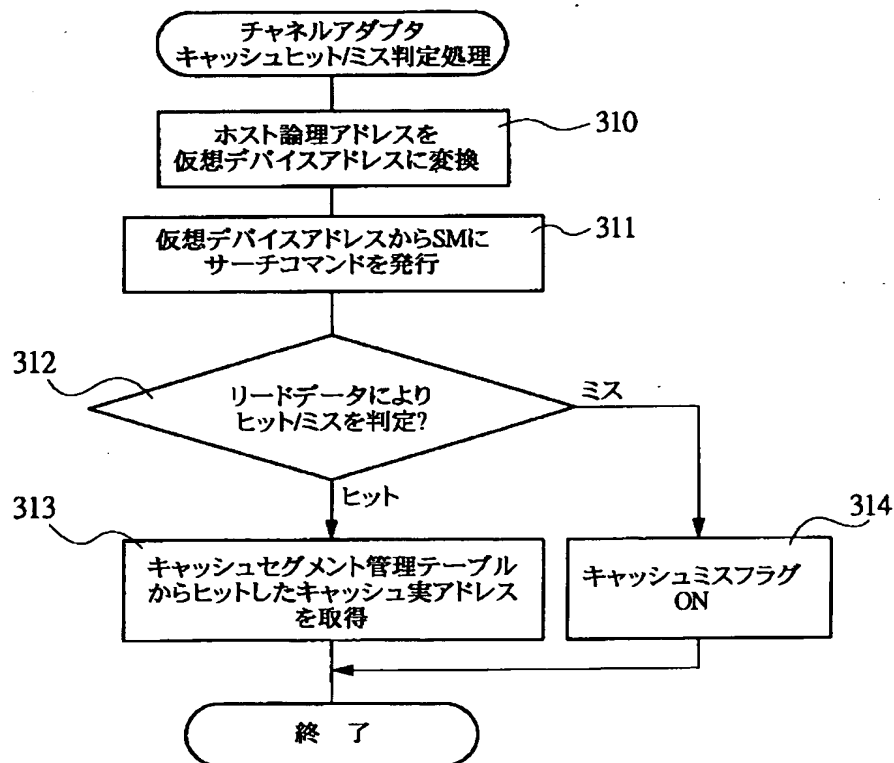 チャネルアダプタ
キャッシュヒット/ミス判定処理
310
ホスト論理アドレスを
仮想デバイスアドレスに変換
311
仮想デバイスアドレスからSMに
サーチコマンドを発行
312
リードデータにより
ヒット/ミスを判定?
ミス
ヒット
313
キャッシュセグメント管理テーブル
からヒットしたキャッシュ実アドレス
を取得
314
キャッシュミスフラグ
ON
終 了